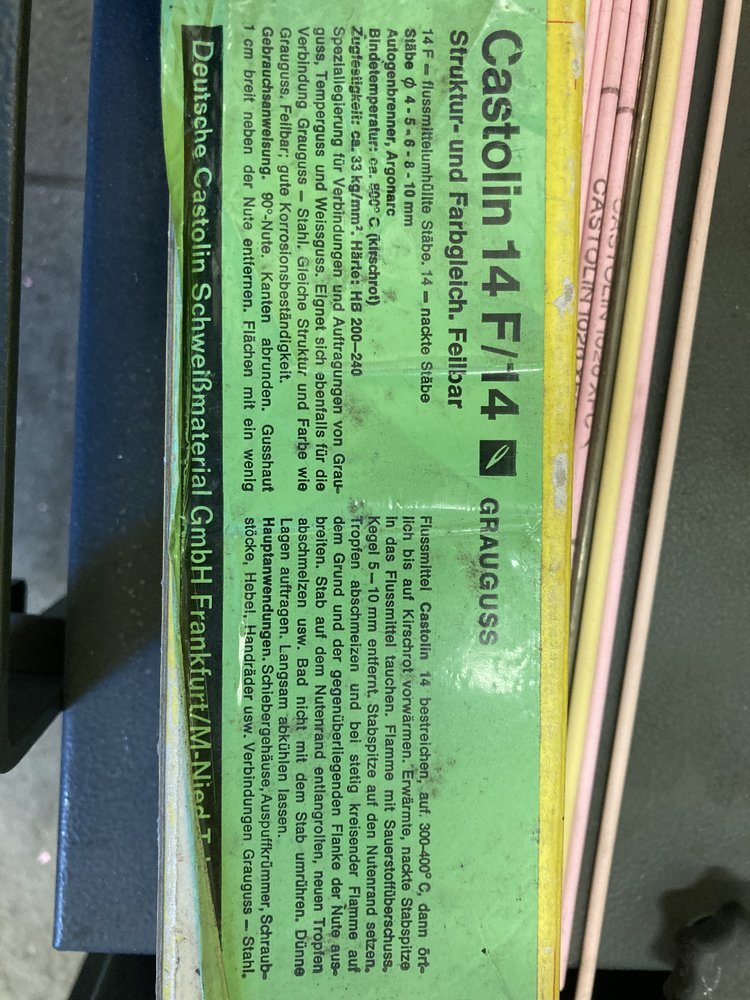 Castolin 14 F/14 GRAUGUSS
Struktur- und Farbgleich. Feilbar
14 F = flussmittelumhüllte Stäbe. 14 = nackte Stäbe
Stäbe ϕ 4 - 5 - 6 - 8 - 10 mm
Autogenbrenner, Argonarc
Bindetemperatur: ca. 800° C (kirschrot)
Zugfestigkeit: ca. 33 kg/mm². Härte: HB 200–240
Speziallegierung für Verbindungen und Auftragungen von Grau-
guss, Temperguss und Weissguss. Eignet sich ebenfalls für die
Verbindung Grauguss – Stahl. Gleiche Struktur und Farbe wie
Grauguss. Feilbar; gute Korrosionsbeständigkeit.
Gebrauchsanweisung. 90°-Nute. Kanten abrunden. Gusshaut
1 cm breit neben der Nute entfernen. Flächen mit ein wenig
Flussmittel Castolin 14 bestreichen, auf 300-400° C, dann ört-
lich bis auf Kirschrot vorwärmen. Erwärmte, nackte Stabspitze
in das Flussmittel tauchen. Flamme mit Sauerstoffüberschuss,
Kegel 5 – 10 mm entfernt. Stabspitze auf den Nutenrand setzen.
Tropfen abschmelzen und bei stetig kreisender Flamme auf
dem Grund und der gegenüberliegenden Flanke der Nute aus-
breiten. Stab auf dem Nutenrand entlangrollen, neuen Tropfen
abschmelzen usw. Bad nicht mit dem Stab umrühren. Dünne
Lagen auftragen. Langsam abkühlen lassen.
Hauptanwendungen. Schiebergehäuse, Auspuffkrümmer, Schraub-
stöcke, Hebel, Handräder usw. Verbindungen Grauguss – Stahl.
Deutsche Castolin Schweißmaterial GmbH Frankfurt/M-Nied
CASTOLIN 1020 XFC
CASTOLIN 1020 XFC